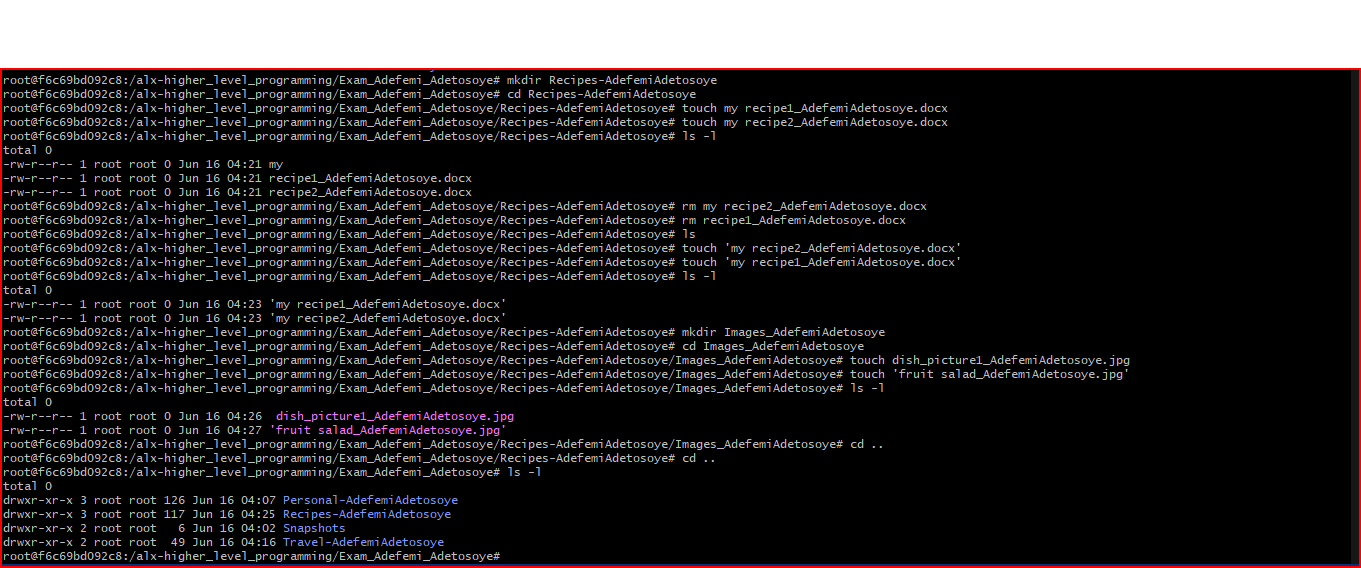 root@f6c69bd092c8:/alx-higher_level_programming/Exam_Adefemi_Adetosoye# mkdir Recipes-AdefemiAdetosoye
root@f6c69bd092c8:/alx-higher_level_programming/Exam_Adefemi_Adetosoye# cd Recipes-AdefemiAdetosoye
root@f6c69bd092c8:/alx-higher_level_programming/Exam_Adefemi_Adetosoye/Recipes-AdefemiAdetosoye# touch my recipe1_AdefemiAdetosoye.docx
root@f6c69bd092c8:/alx-higher_level_programming/Exam_Adefemi_Adetosoye/Recipes-AdefemiAdetosoye# touch my recipe2_AdefemiAdetosoye.docx
root@f6c69bd092c8:/alx-higher_level_programming/Exam_Adefemi_Adetosoye/Recipes-AdefemiAdetosoye# ls -l
total 0
-rw-r--r-- 1 root root 0 Jun 16 04:21 my
-rw-r--r-- 1 root root 0 Jun 16 04:21 recipe1_AdefemiAdetosoye.docx
-rw-r--r-- 1 root root 0 Jun 16 04:21 recipe2_AdefemiAdetosoye.docx
root@f6c69bd092c8:/alx-higher_level_programming/Exam_Adefemi_Adetosoye/Recipes-AdefemiAdetosoye# rm my recipe2_AdefemiAdetosoye.docx
root@f6c69bd092c8:/alx-higher_level_programming/Exam_Adefemi_Adetosoye/Recipes-AdefemiAdetosoye# rm recipe1_AdefemiAdetosoye.docx
root@f6c69bd092c8:/alx-higher_level_programming/Exam_Adefemi_Adetosoye/Recipes-AdefemiAdetosoye# ls
root@f6c69bd092c8:/alx-higher_level_programming/Exam_Adefemi_Adetosoye/Recipes-AdefemiAdetosoye# touch 'my recipe2_AdefemiAdetosoye.docx'
root@f6c69bd092c8:/alx-higher_level_programming/Exam_Adefemi_Adetosoye/Recipes-AdefemiAdetosoye# touch 'my recipe1_AdefemiAdetosoye.docx'
root@f6c69bd092c8:/alx-higher_level_programming/Exam_Adefemi_Adetosoye/Recipes-AdefemiAdetosoye# ls -l
total 0
-rw-r--r-- 1 root root 0 Jun 16 04:23 'my recipe1_AdefemiAdetosoye.docx'
-rw-r--r-- 1 root root 0 Jun 16 04:23 'my recipe2_AdefemiAdetosoye.docx'
root@f6c69bd092c8:/alx-higher_level_programming/Exam_Adefemi_Adetosoye/Recipes-AdefemiAdetosoye# mkdir Images_AdefemiAdetosoye
root@f6c69bd092c8:/alx-higher_level_programming/Exam_Adefemi_Adetosoye/Recipes-AdefemiAdetosoye# cd Images_AdefemiAdetosoye
root@f6c69bd092c8:/alx-higher_level_programming/Exam_Adefemi_Adetosoye/Recipes-AdefemiAdetosoye/Images_AdefemiAdetosoye# touch dish_picture1_AdefemiAdetosoye.jpg
root@f6c69bd092c8:/alx-higher_level_programming/Exam_Adefemi_Adetosoye/Recipes-AdefemiAdetosoye/Images_AdefemiAdetosoye# touch 'fruit salad_AdefemiAdetosoye.jpg'
root@f6c69bd092c8:/alx-higher_level_programming/Exam_Adefemi_Adetosoye/Recipes-AdefemiAdetosoye/Images_AdefemiAdetosoye# ls -l
total 0
-rw-r--r-- 1 root root 0 Jun 16 04:26  dish_picture1_AdefemiAdetosoye.jpg
-rw-r--r-- 1 root root 0 Jun 16 04:27 'fruit salad_AdefemiAdetosoye.jpg'
root@f6c69bd092c8:/alx-higher_level_programming/Exam_Adefemi_Adetosoye/Recipes-AdefemiAdetosoye/Images_AdefemiAdetosoye# cd ..
root@f6c69bd092c8:/alx-higher_level_programming/Exam_Adefemi_Adetosoye/Recipes-AdefemiAdetosoye# cd ..
root@f6c69bd092c8:/alx-higher_level_programming/Exam_Adefemi_Adetosoye# ls -l
total 0
drwxr-xr-x 3 root root 126 Jun 16 04:07 Personal-AdefemiAdetosoye
drwxr-xr-x 3 root root 117 Jun 16 04:25 Recipes-AdefemiAdetosoye
drwxr-xr-x 2 root root   6 Jun 16 04:02 Snapshots
drwxr-xr-x 2 root root  49 Jun 16 04:16 Travel-AdefemiAdetosoye
root@f6c69bd092c8:/alx-higher_level_programming/Exam_Adefemi_Adetosoye#